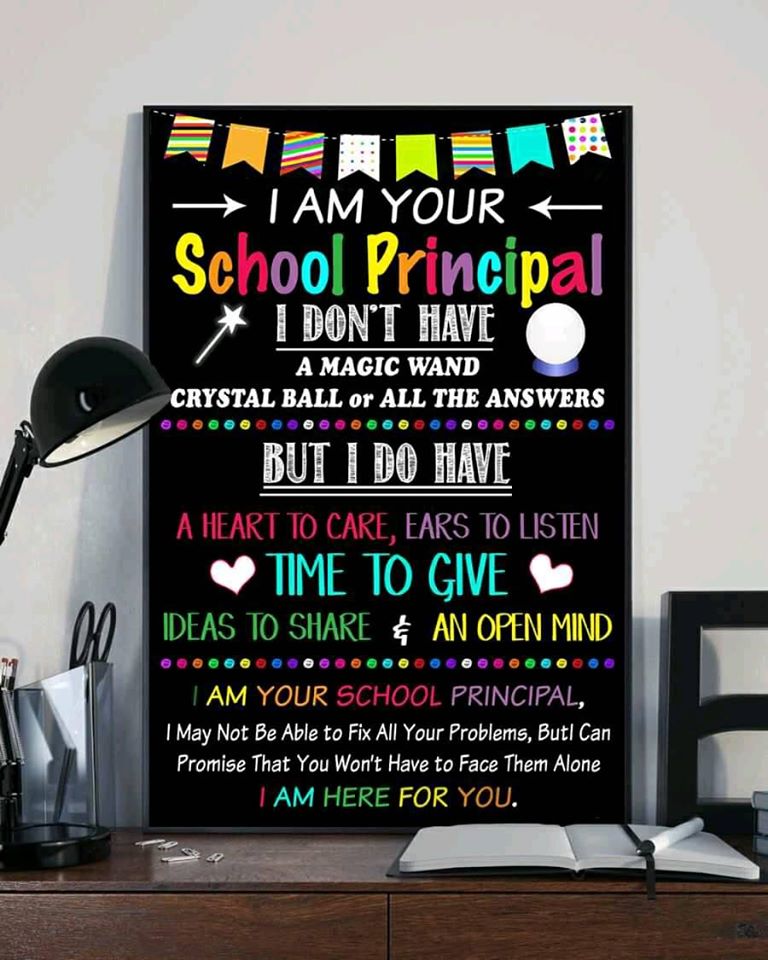 I AM YOUR
School Principal
I DON'T HAVE
A MAGIC WAND
CRYSTAL BALL or ALL THE ANSWERS
BUT I DO HAVE
A HEART TO CARE, EARS TO LISTEN
TIME TO GIVE
IDEAS TO SHARE & AN OPEN MIND
I AM YOUR SCHOOL PRINCIPAL,
I May Not Be Able to Fix All Your Problems, ButI Can
Promise That You Won't Have to Face Them Alone
I AM HERE FOR YOU.